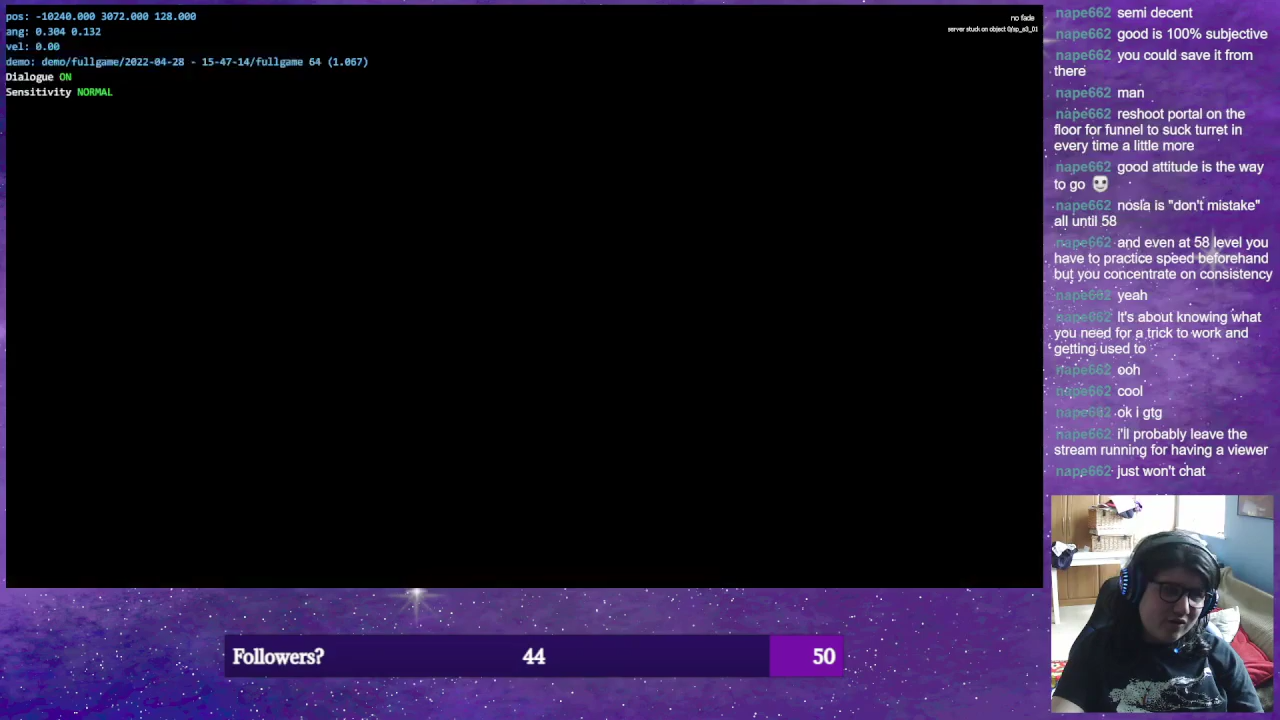 pos: -10240.000 3072.000 128.000
ang: 0.304 0.132
vel: 0.00
demo: demo/fullgame/2022-04-28 - 15-47-14/fullgame 64 (1.067)
Dialogue ON
Sensitivity NORMAL
no fade
server stuck on object 0/sp_a3_01
nape662 semi decent
nape662 good is 100% subjective
nape662 you could save it from
there
nape662 man
nape662 reshoot portal on the
floor for funnel to suck turret in
every time a little more
nape662 good attitude is the way
to go
nape662 nosla is "don't mistake"
all until 58
nape662 and even at 58 level you
have to practice speed beforehand
but you concentrate on consistency
nape662 yeah
nape662 It's about knowing what
you need for a trick to work and
getting used to
nape662 ooh
nape662 cool
nape662 ok i gtg
nape662 i'll probably leave the
stream running for having a viewer
nape662 just won't chat
Followers? 44 50